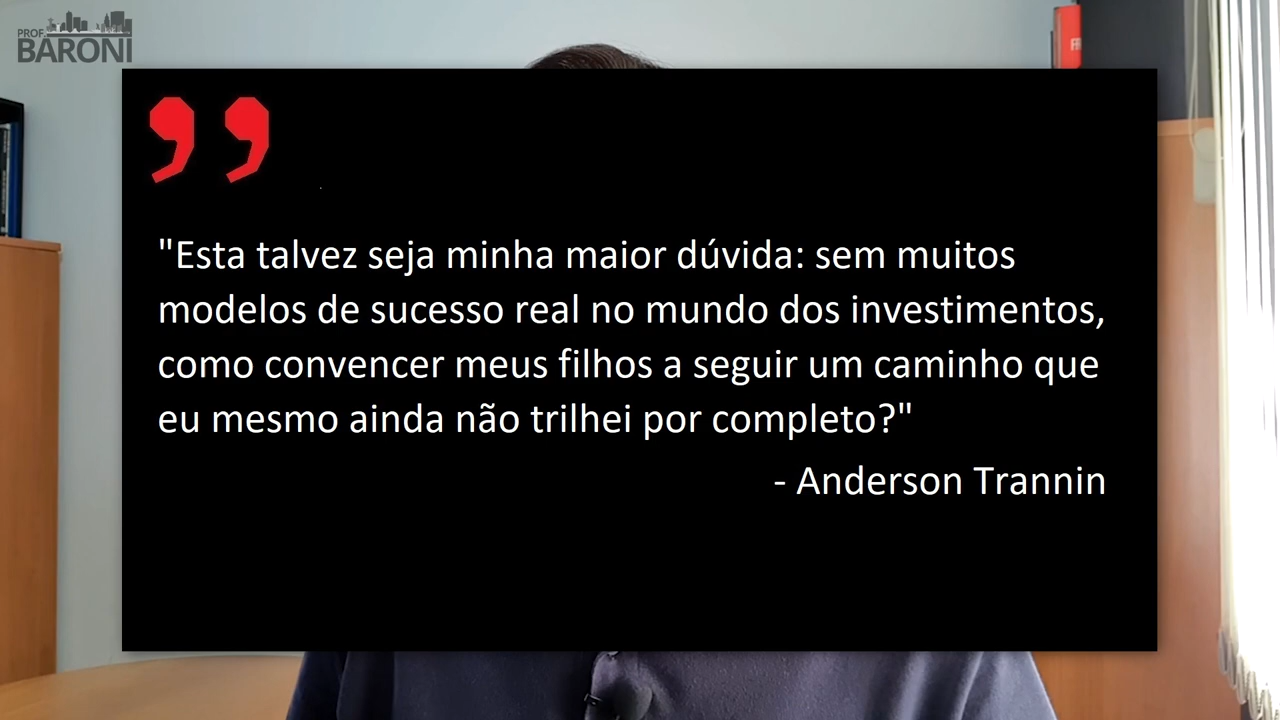 PROF.
BARONI
"Esta talvez seja minha maior dúvida: sem muitos
modelos de sucesso real no mundo dos investimentos,
como convencer meus filhos a seguir um caminho que
eu mesmo ainda não trilhei por completo?"
- Anderson Trannin